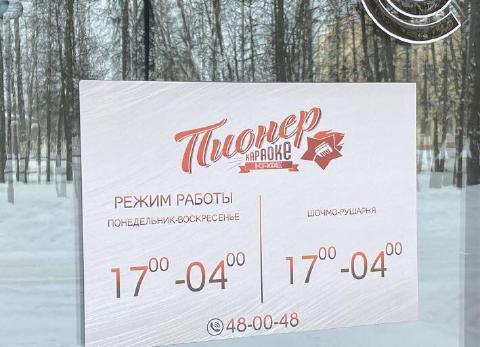 Пионер
КАРАОКЕ
РЕЖИМ РАБОТЫ
ПОНЕДЕЛЬНИК-ВОСКРЕСЕНЬЕ
17⁰⁰-04⁰⁰
ШОЧМО-РУШАРНЯ
17⁰⁰-04⁰⁰
48-00-48